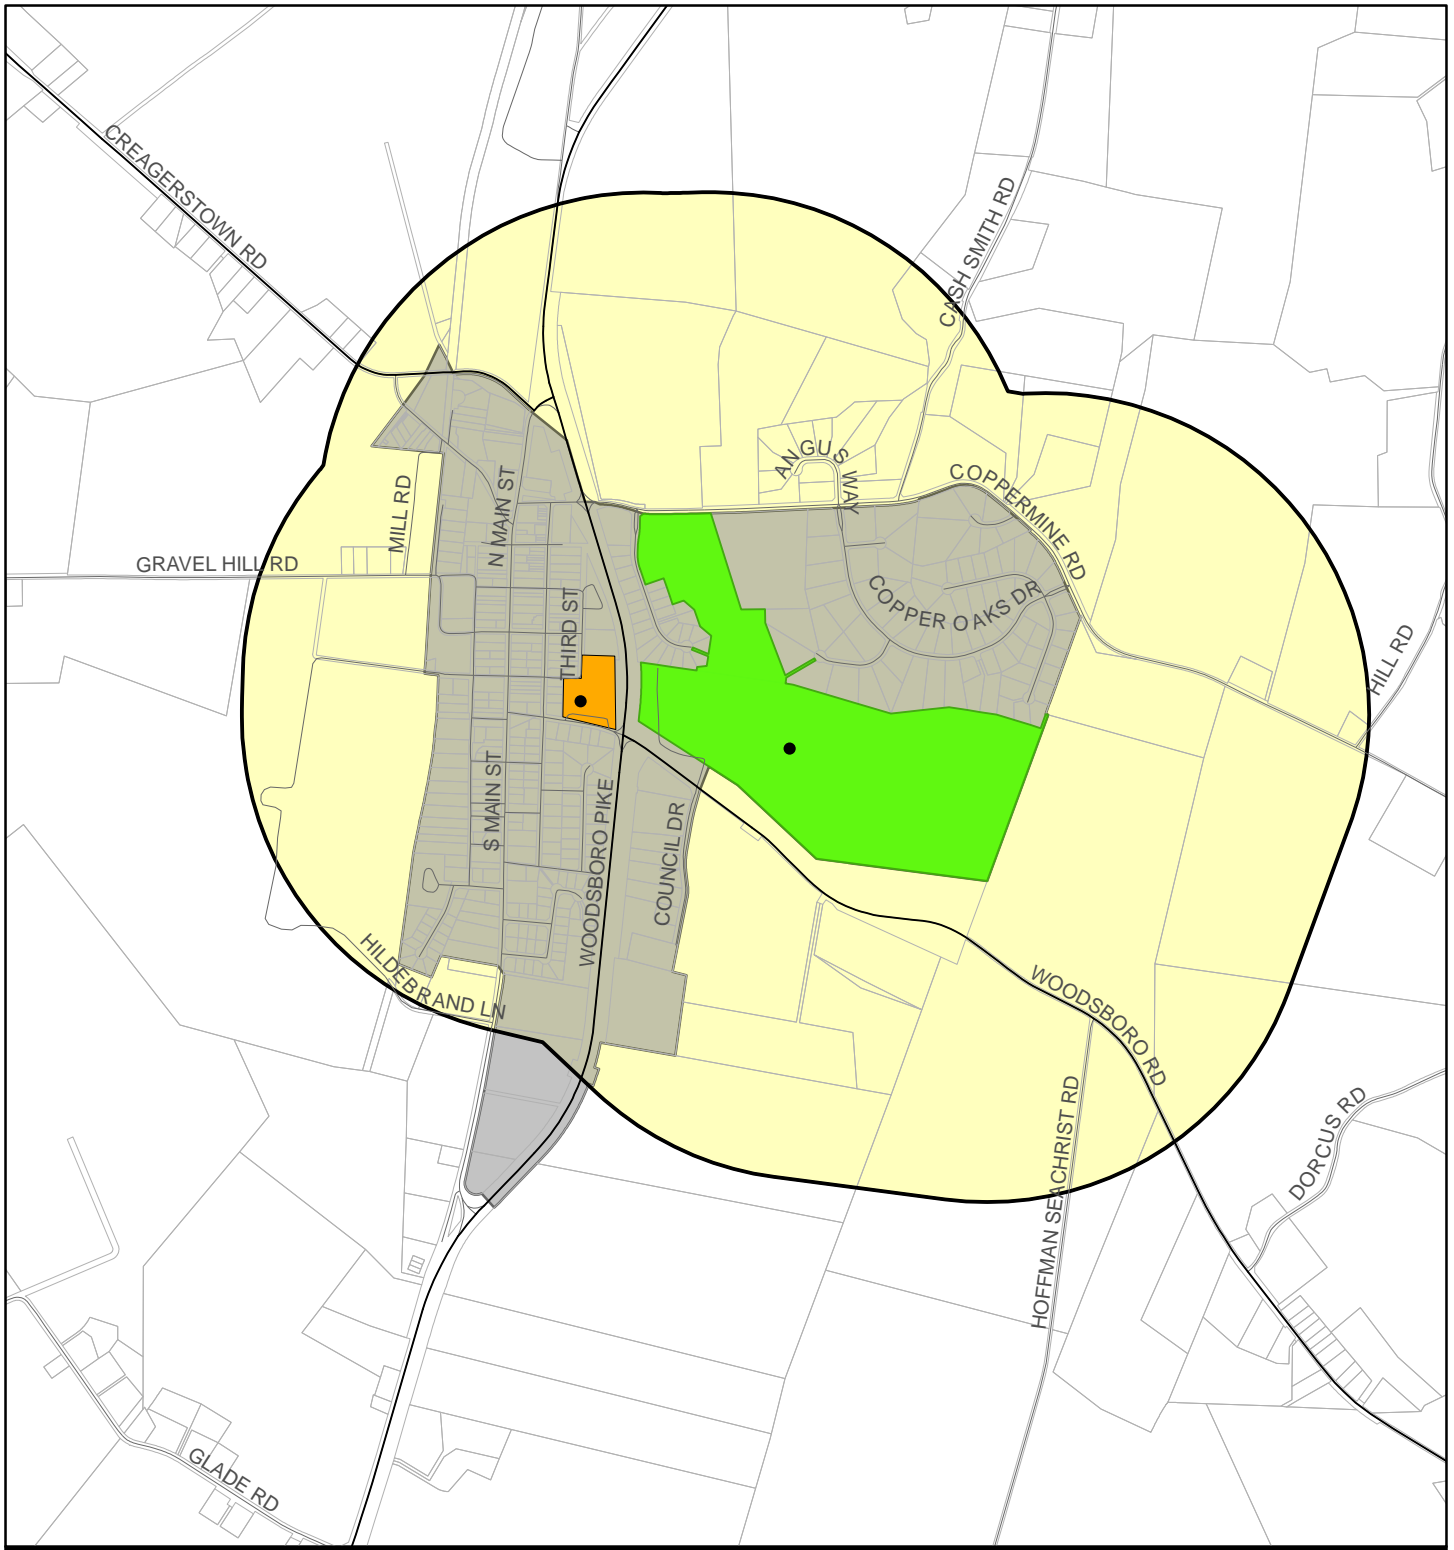 CREAGERSTOWN RD
CASH SMITH RD
ANGUS WAY
COPPERMINE RD
MILL RD
N MAIN ST
GRAVEL HILL RD
THIRD ST
COPPER OAKS DR
HILL RD
S MAIN ST
WOODSBORO PIKE
COUNCIL DR
HILDEBRAND LN
WOODSBORO RD
HOFFMAN SEACHRIST RD
DORCUS RD
GLADE RD